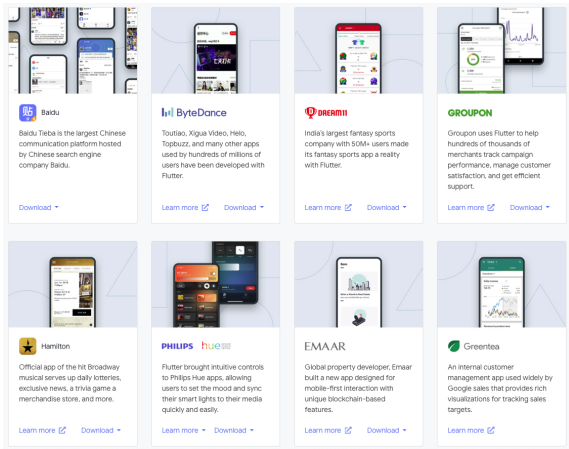 Baidu
Baidu Tieba is the largest Chinese
communication platform hosted
by Chinese search engine
company Baidu.
Download
ByteDance
Toutiao, Xigua Video, Helo,
Topbuzz, and many other apps
used by hundreds of millions of
users have been developed with
Flutter.
Learn more Download
DREAM11
India's largest fantasy sports
company with 50M+ users made
its fantasy sports app a reality
with Flutter.
Learn more Download
GROUPON
Groupon uses Flutter to help
hundreds of thousands of
merchants track campaign
performance, manage customer
satisfaction, and get efficient
support.
Learn more Download
Hamilton
Official app of the hit Broadway
musical serves up daily lotteries,
exclusive news, a trivia game a
merchandise store, and more.
Learn more Download
PHILIPS hue
Flutter brought intuitive controls
to Philips Hue apps, allowing
users to set the mood and sync
their smart lights to their media
quickly and easily.
Learn more Download
EMAAR
Global property developer, Emaar
built a new app designed for
mobile-first interaction with
unique blockchain-based
features.
Learn more Download
Greentea
An internal customer
management app used widely by
Google sales that provides rich
visualizations for tracking sales
targets.
Learn more